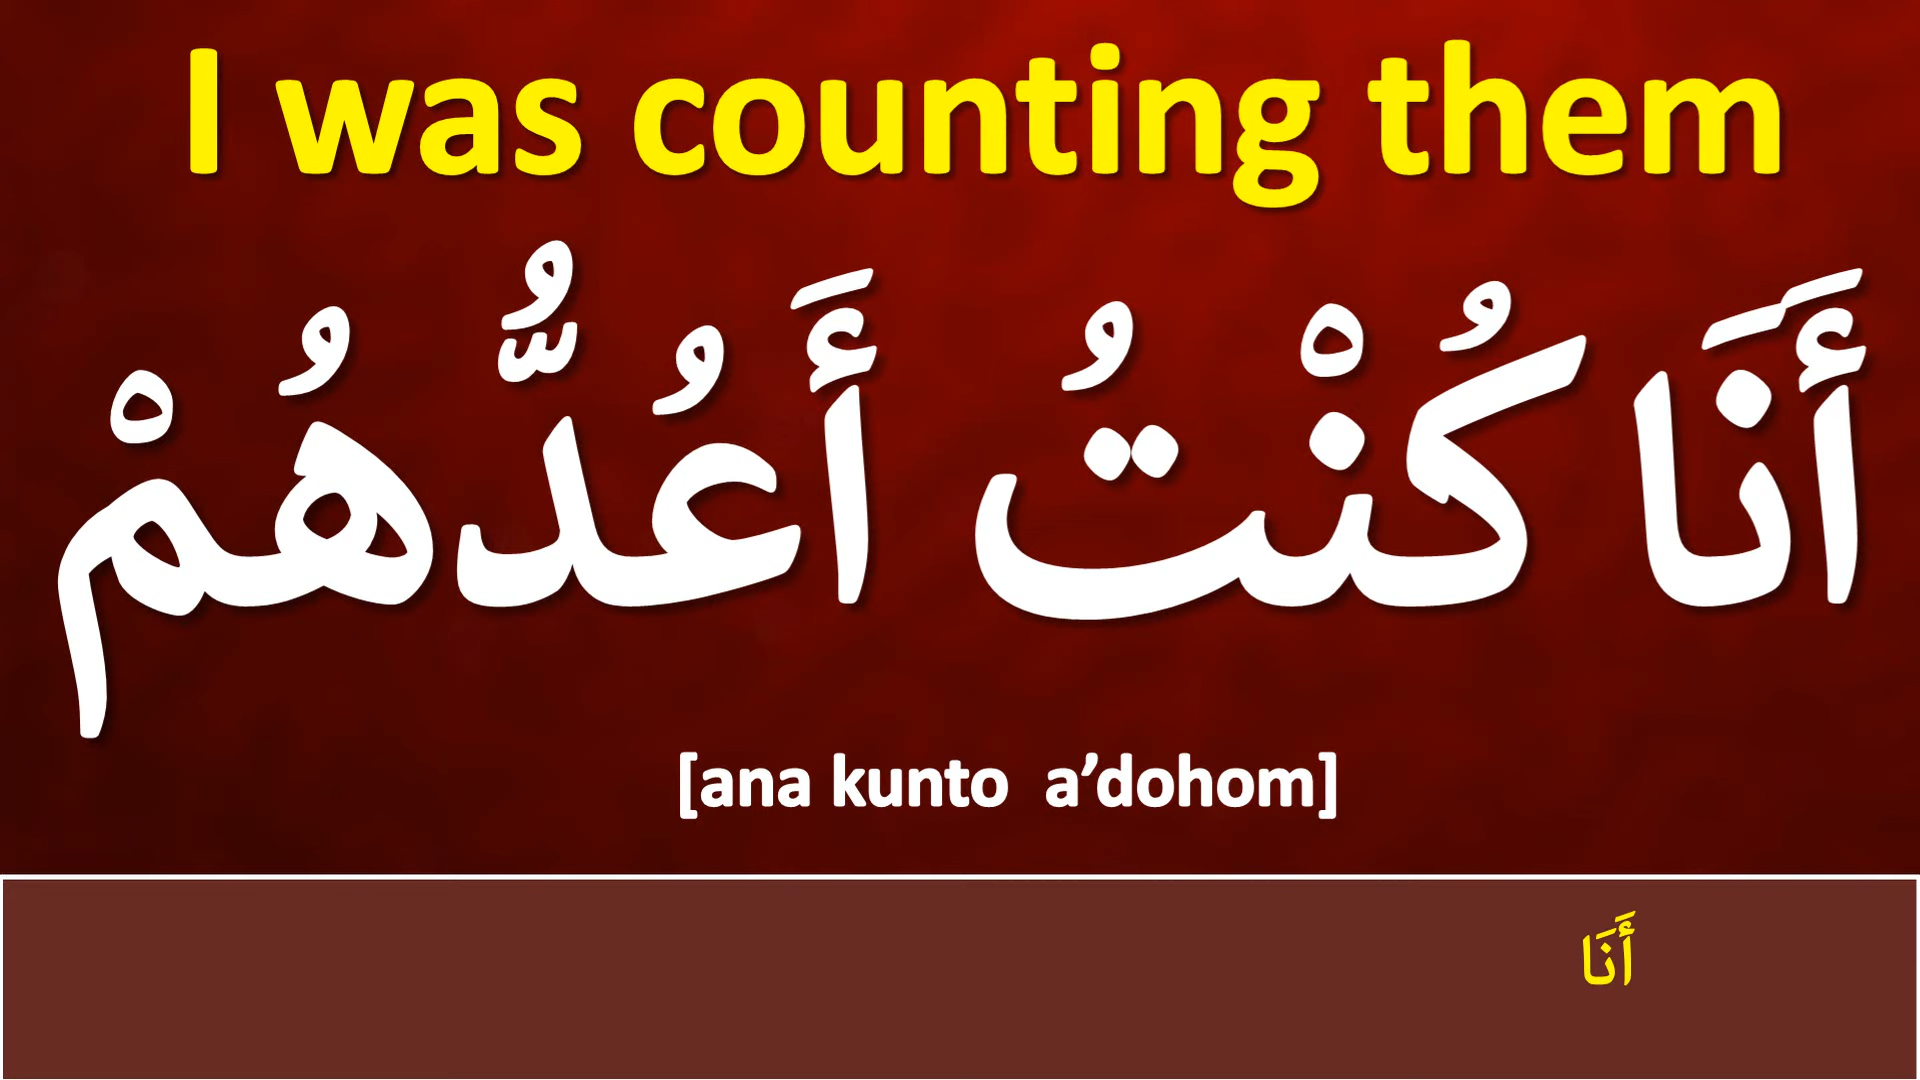 I was counting them
أَنَا كُنْتُ أَعُدُّهُمْ
[ana kunto  a’dohom]
أَنَا